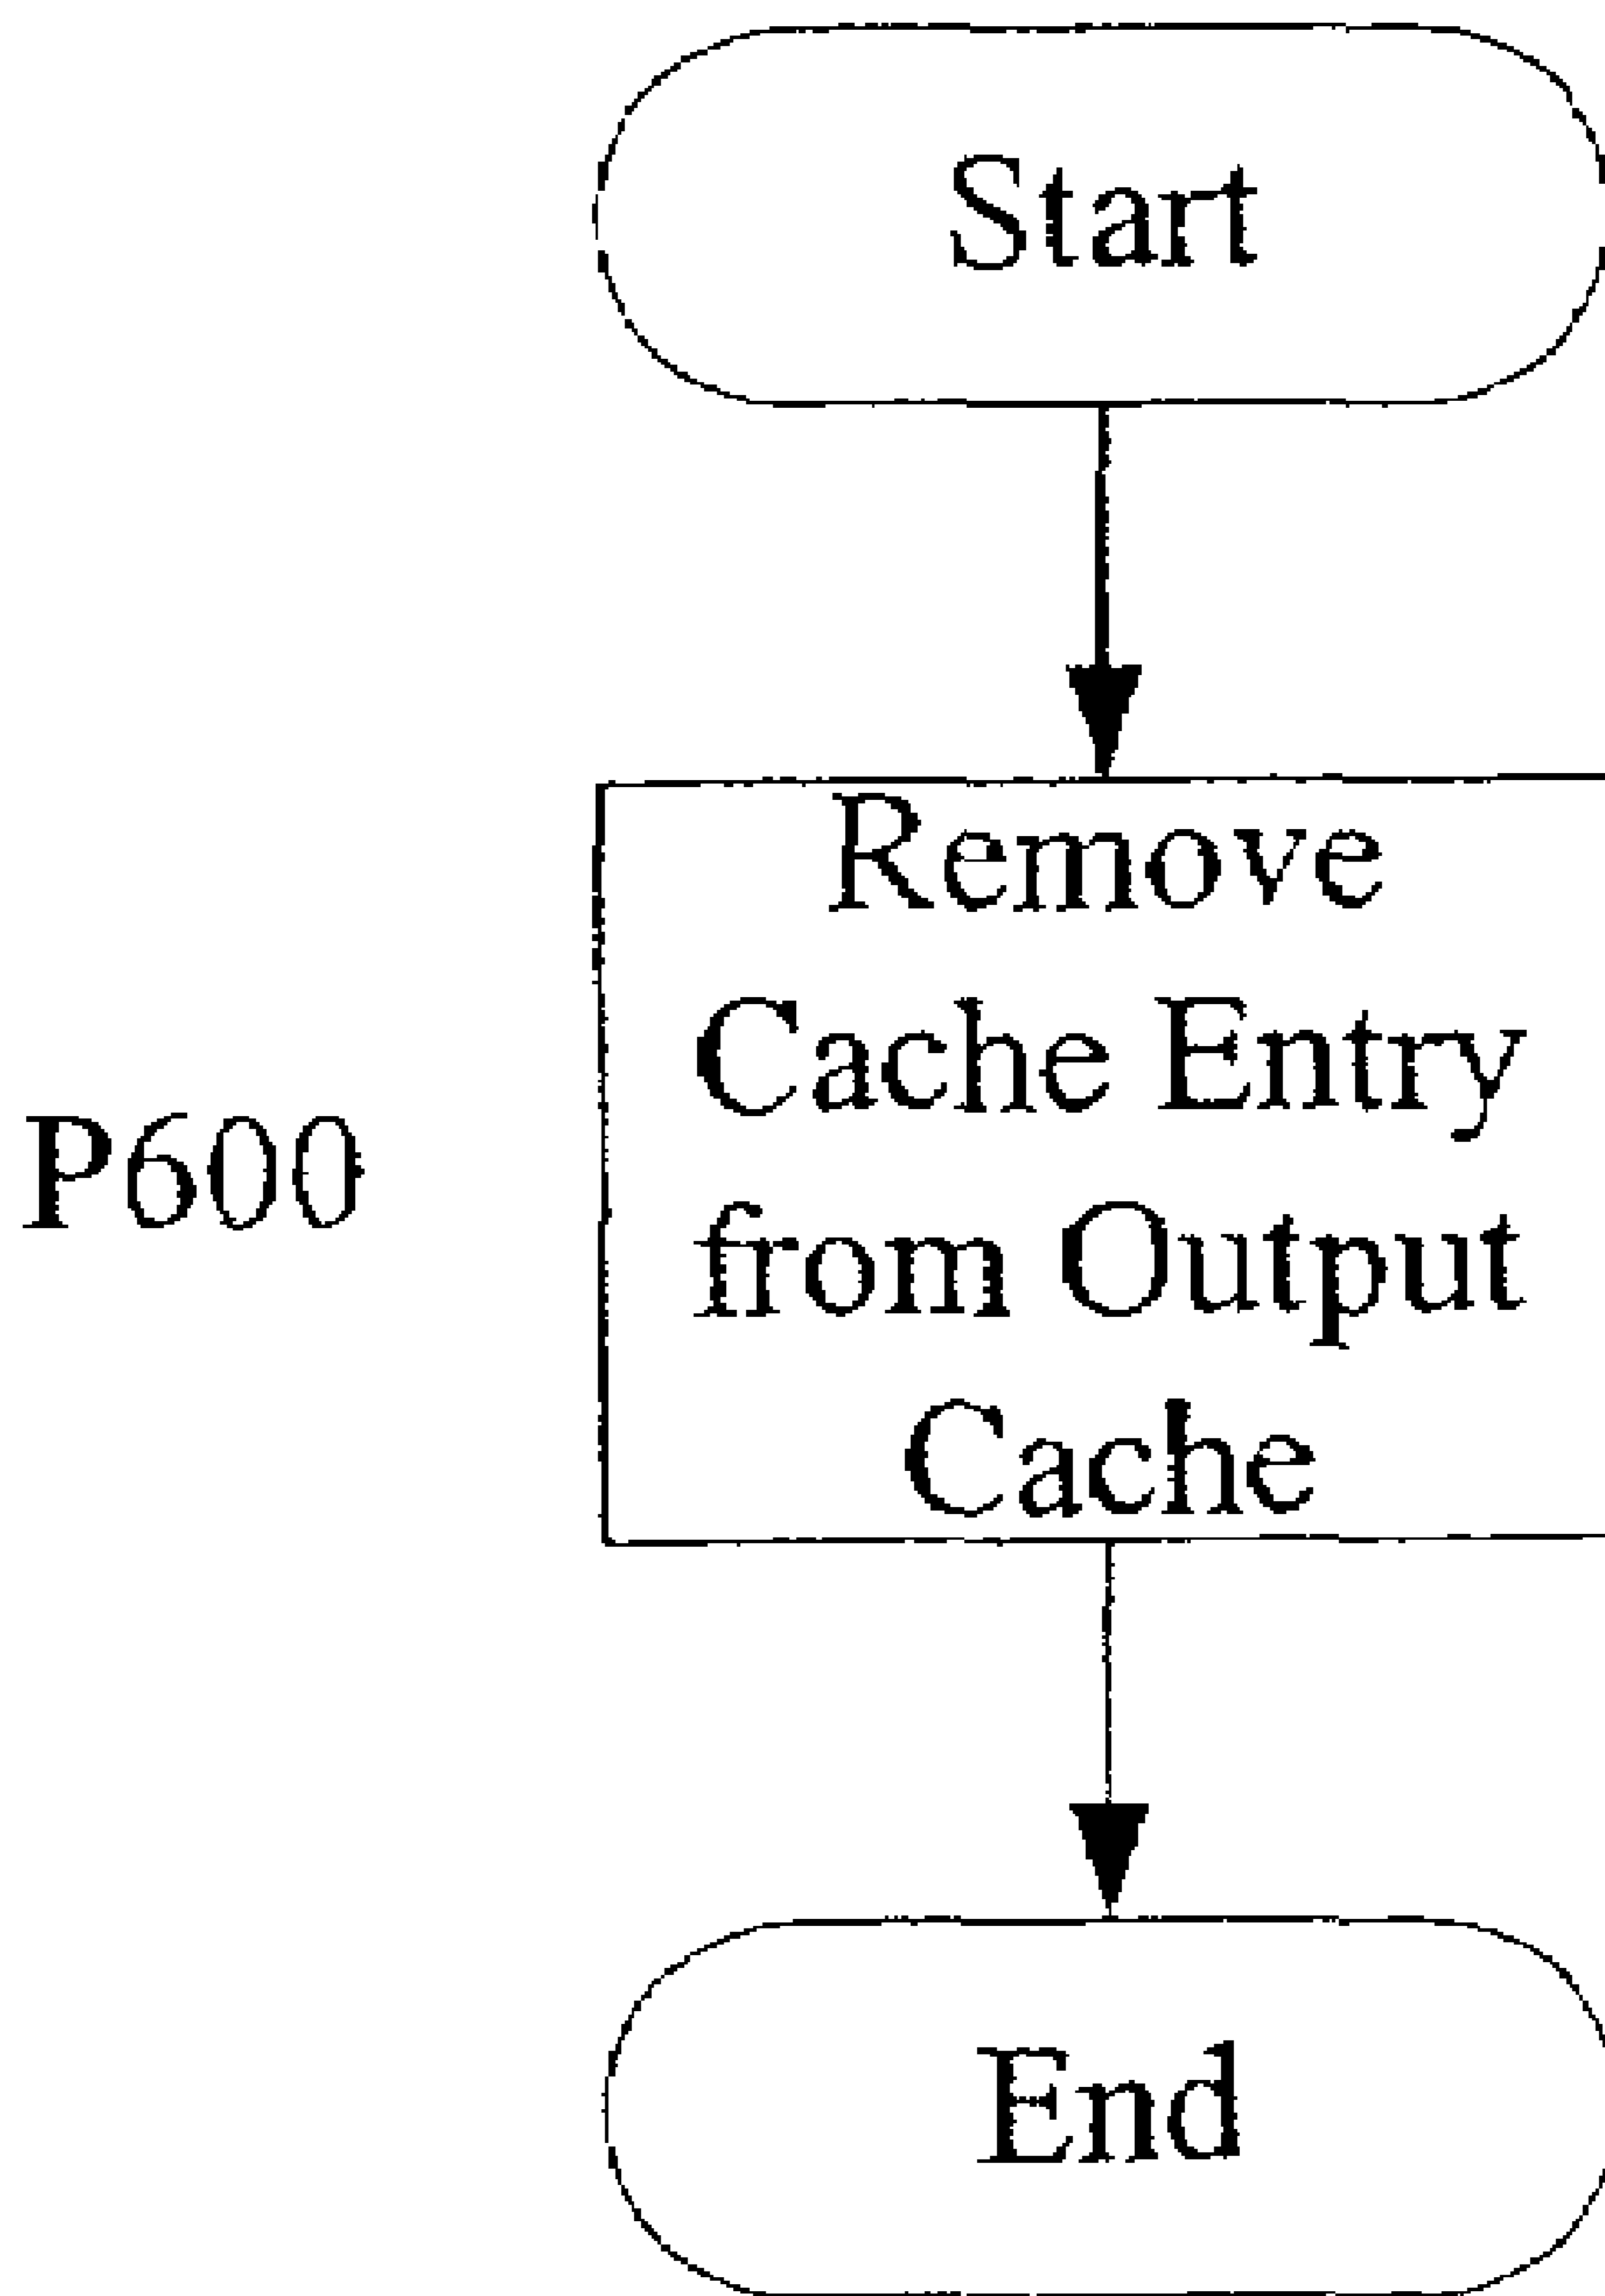 Start
Remove
Cache Entry
P600
from Output
Cache
End